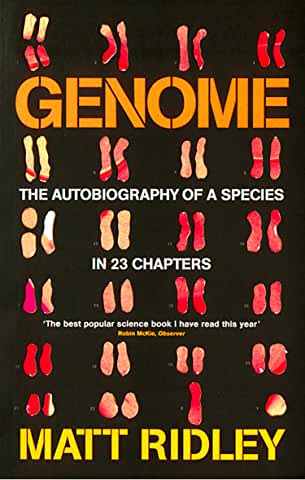 GENOME
THE AUTOBIOGRAPHY OF A SPECIES
IN 23 CHAPTERS
'The best popular science book I have read this year'
Robin McKie, Observer
MATT RIDLEY